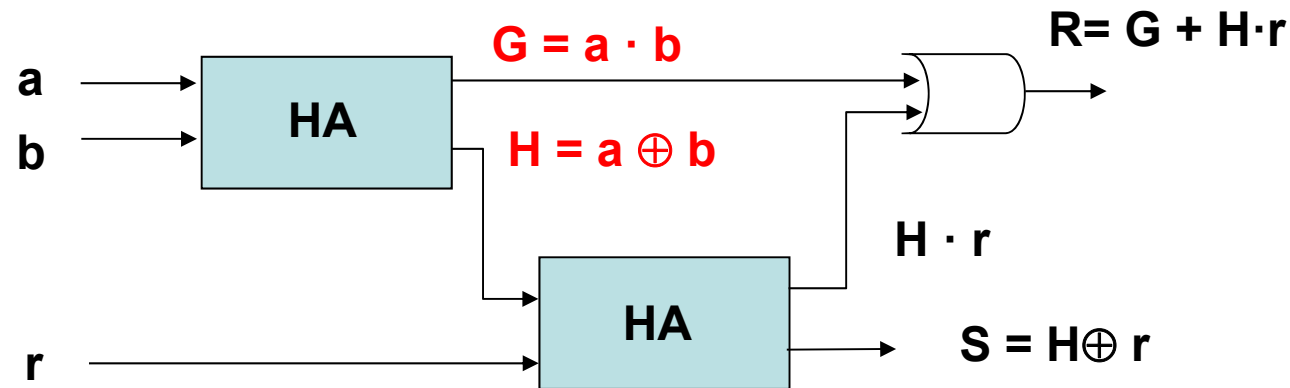 R= G + H·r
G = a · b
a
HA
b
H = a ⊕ b
H · r
HA
S = H⊕ r
r